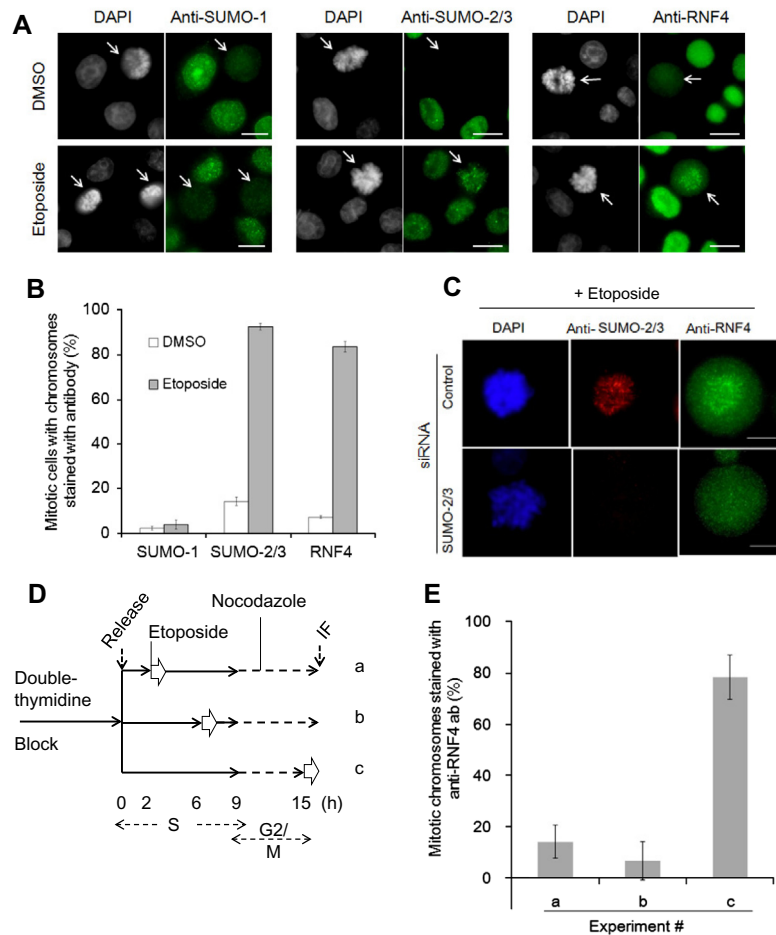 A
DAPI Anti-SUMO-1 DAPI Anti-SUMO-2/3 DAPI Anti-RNF4
DMSO
Etoposide
B
Mitotic cells with chromosomes
stained with antibody (%)
100
80
60
40
20
0
DMSO
Etoposide
SUMO-1 SUMO-2/3 RNF4
C
+ Etoposide
DAPI Anti-SUMO-2/3 Anti-RNF4
siRNA
Control
SUMO-2/3
D
Release
Etoposide
Nocodazole
IF
Double-
thymidine
Block
a
b
c
0 2 6 9 15 (h)
S
G2/
M
E
Mitotic chromosomes stained with
anti-RNF4 ab (%)
100
80
60
40
20
0
a b c
Experiment #